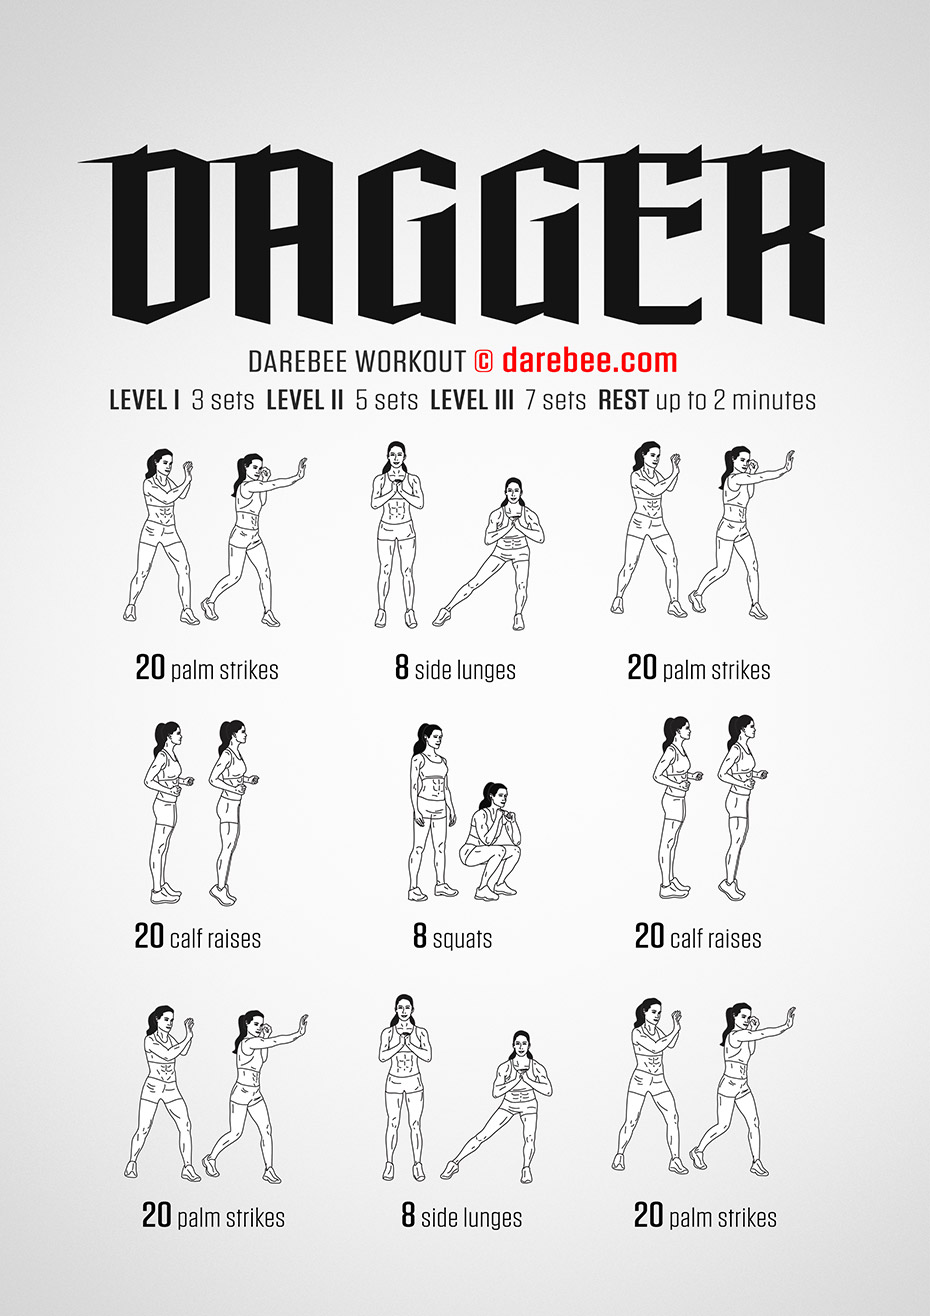 DAGGER
DAREBEE WORKOUT © darebee.com
LEVEL I 3 sets LEVEL II 5 sets LEVEL III 7 sets REST up to 2 minutes
20 palm strikes
8 side lunges
20 palm strikes
20 calf raises
8 squats
20 calf raises
20 palm strikes
8 side lunges
20 palm strikes